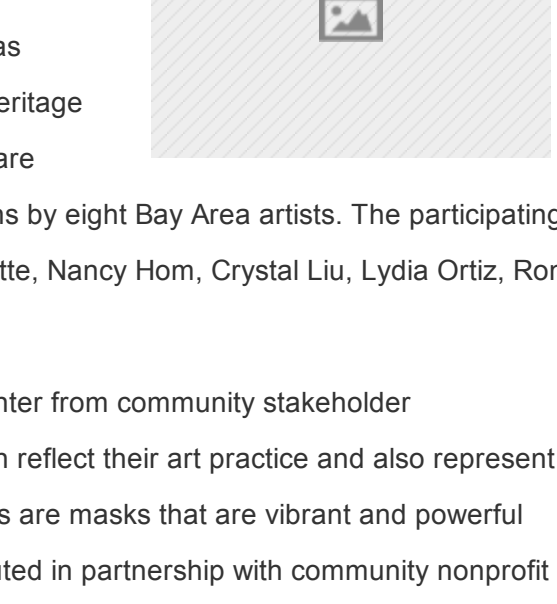 as
eritage
are
ns by eight Bay Area artists. The participating
tte, Nancy Hom, Crystal Liu, Lydia Ortiz, Ron
nter from community stakeholder
n reflect their art practice and also represent
s are masks that are vibrant and powerful
uted in partnership with community nonprofit